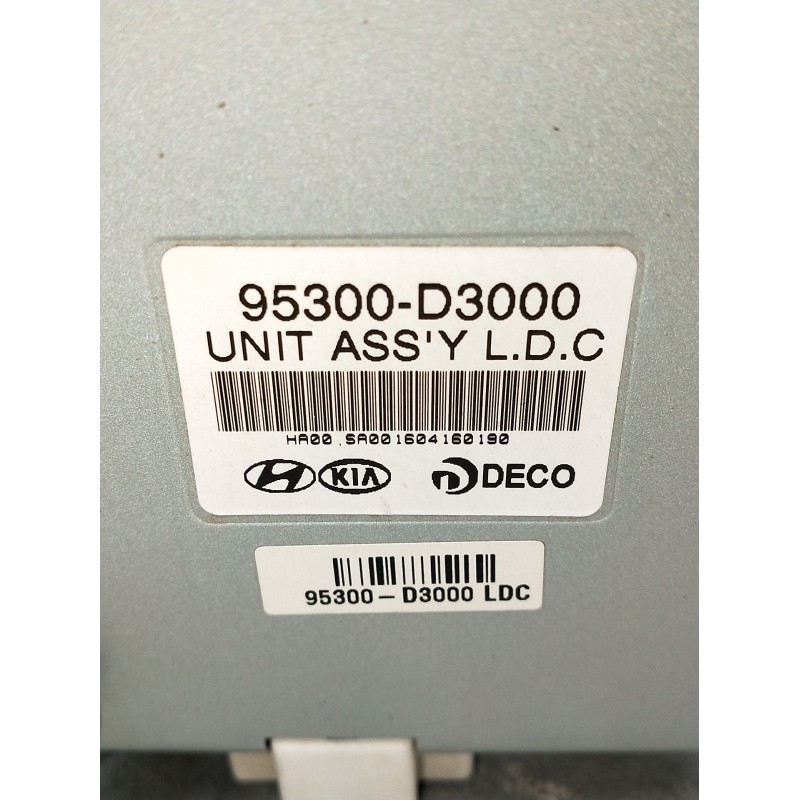 95300-D3000
UNIT ASS'Y L.D.C
HA00 .SA001604160190
KIA DECO
95300-D3000 LDC